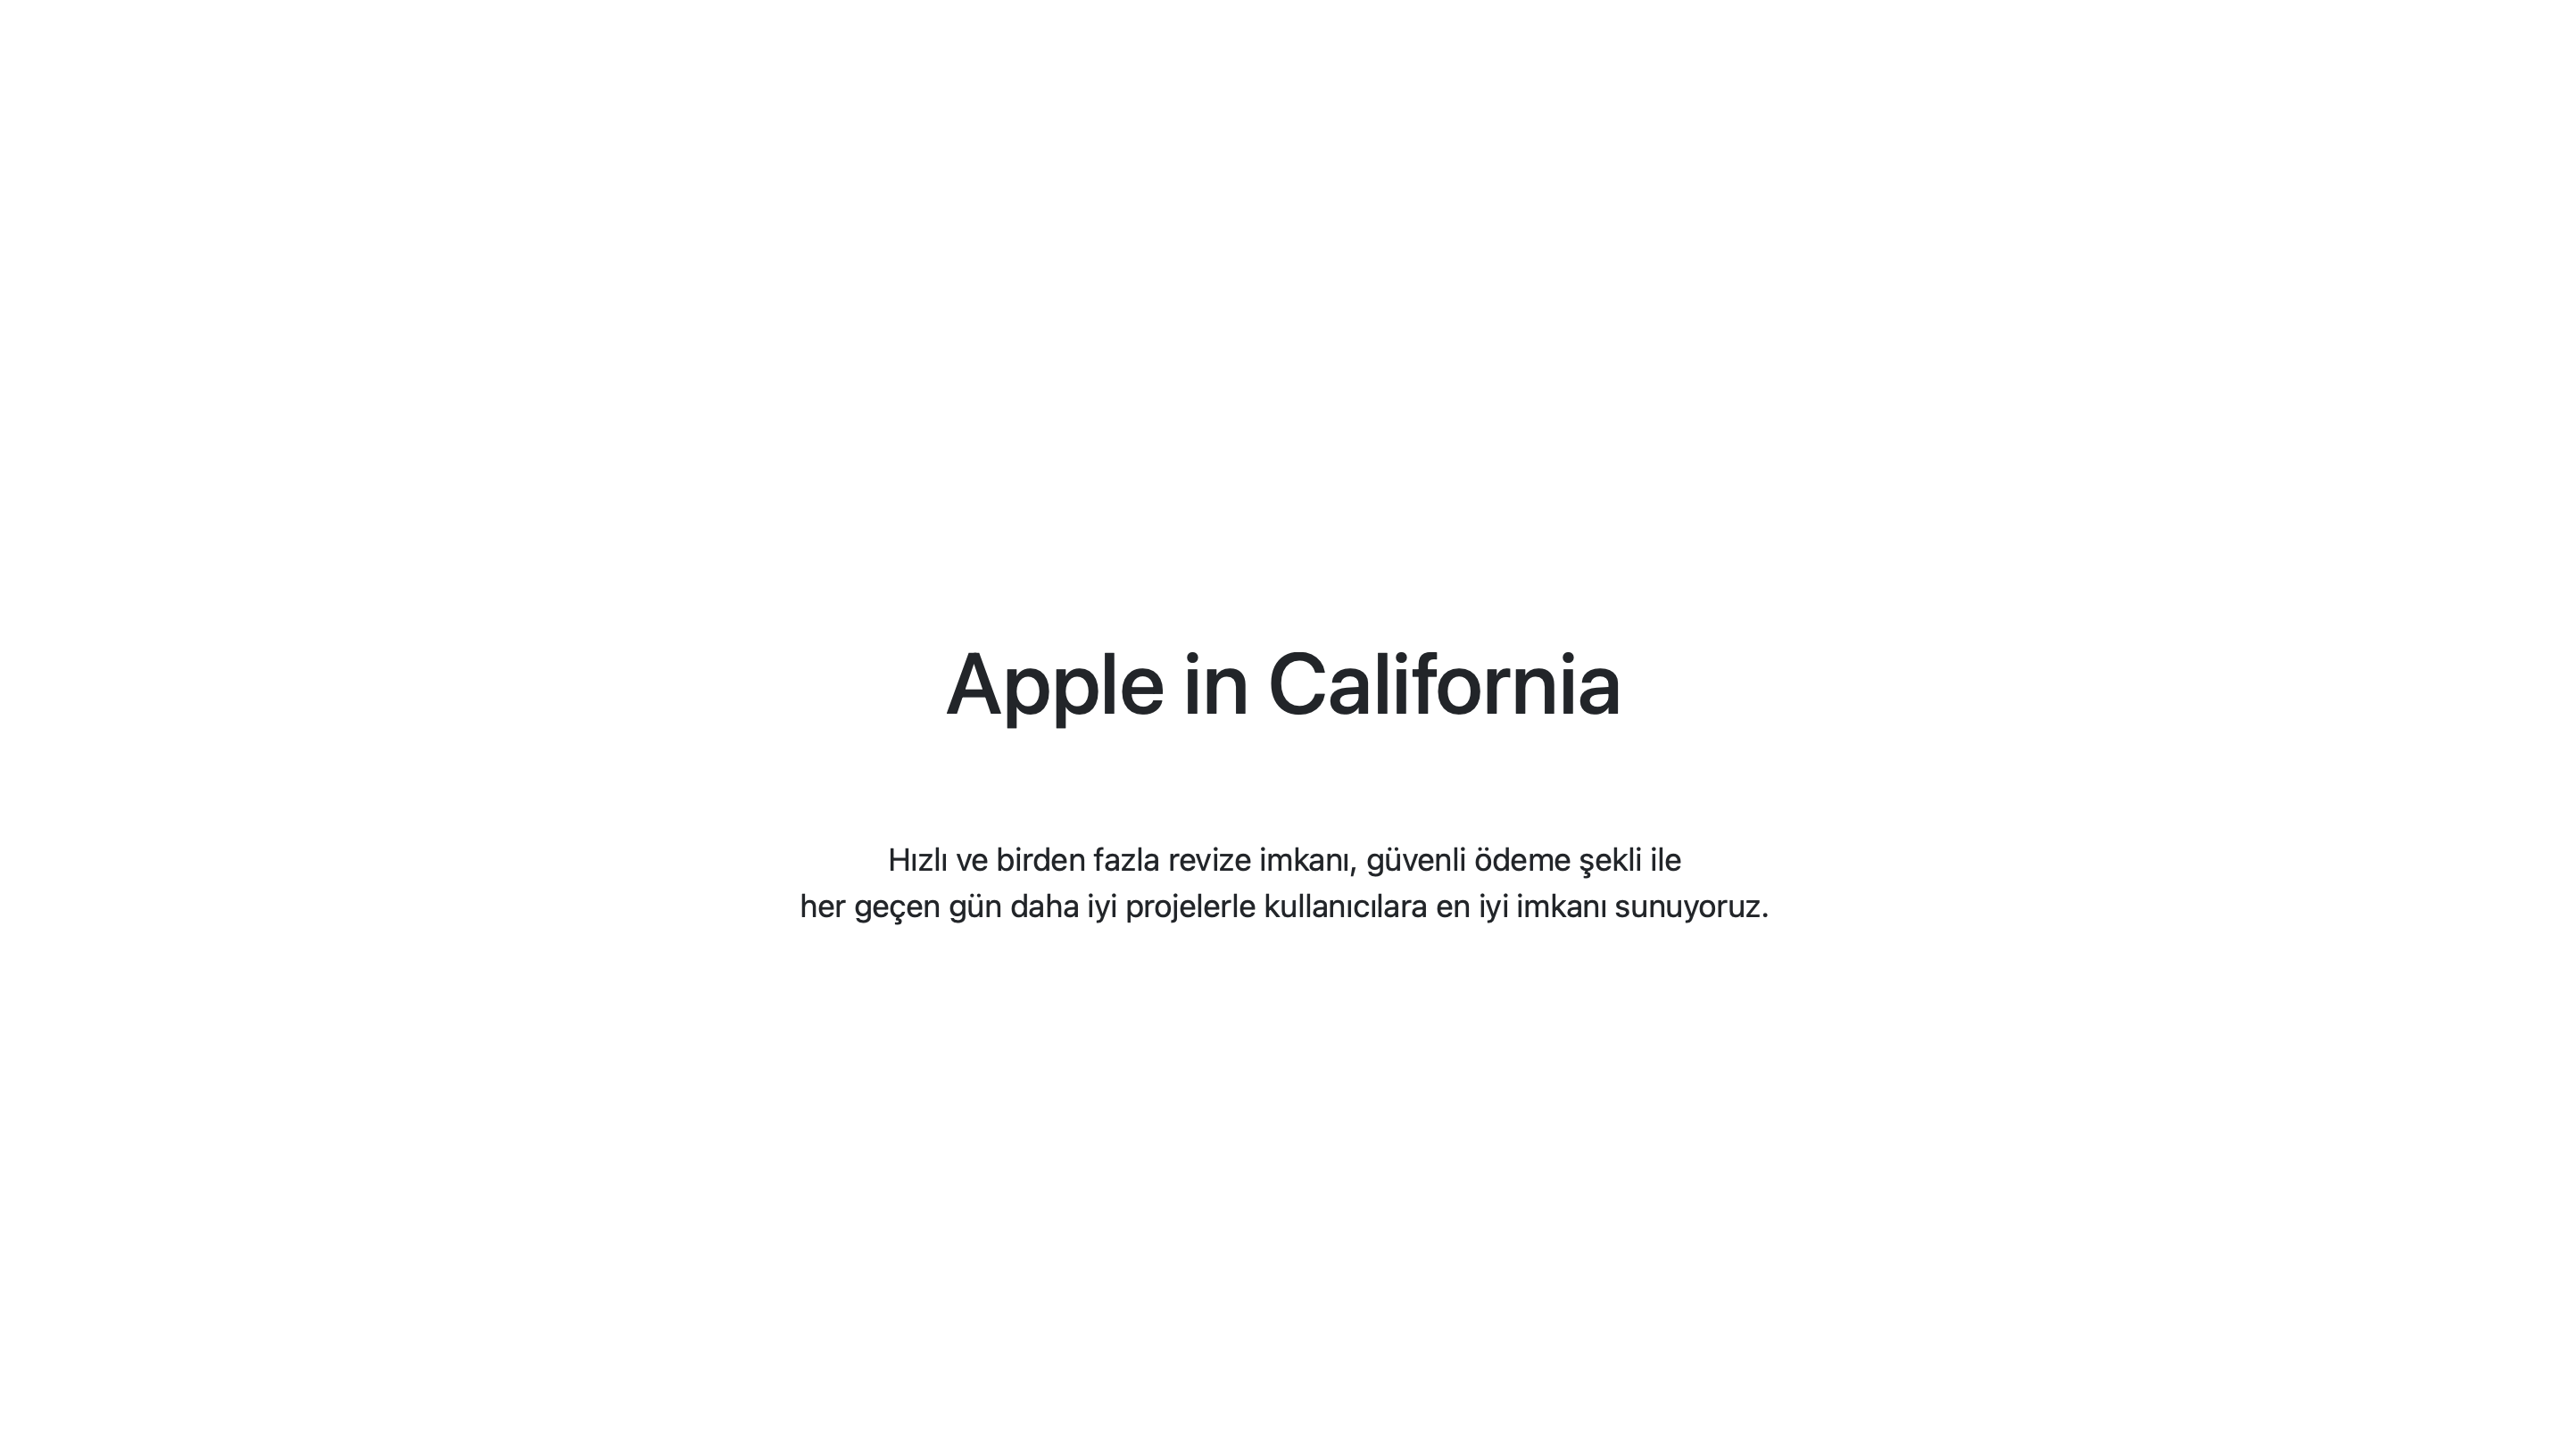 Apple in California
Hızlı ve birden fazla revize imkanı, güvenli ödeme şekli ile
her geçen gün daha iyi projelerle kullanıcılara en iyi imkanı sunuyoruz.